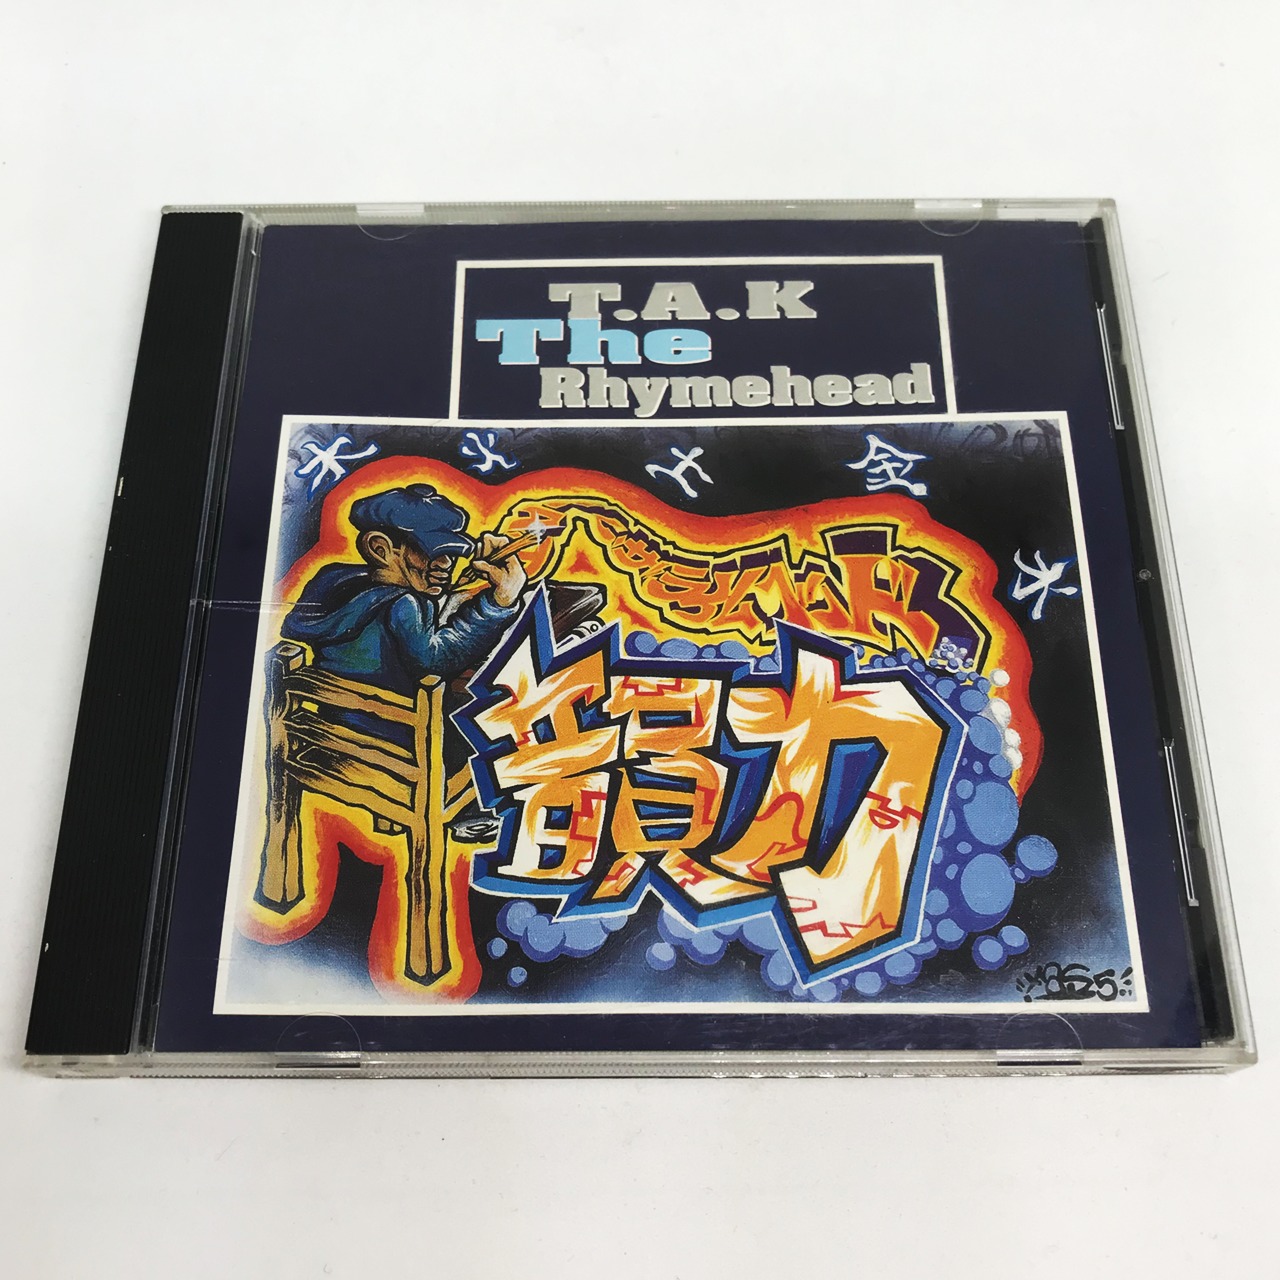 T.A.K
The
Rhymehead
木 火 土 金 水
韻力